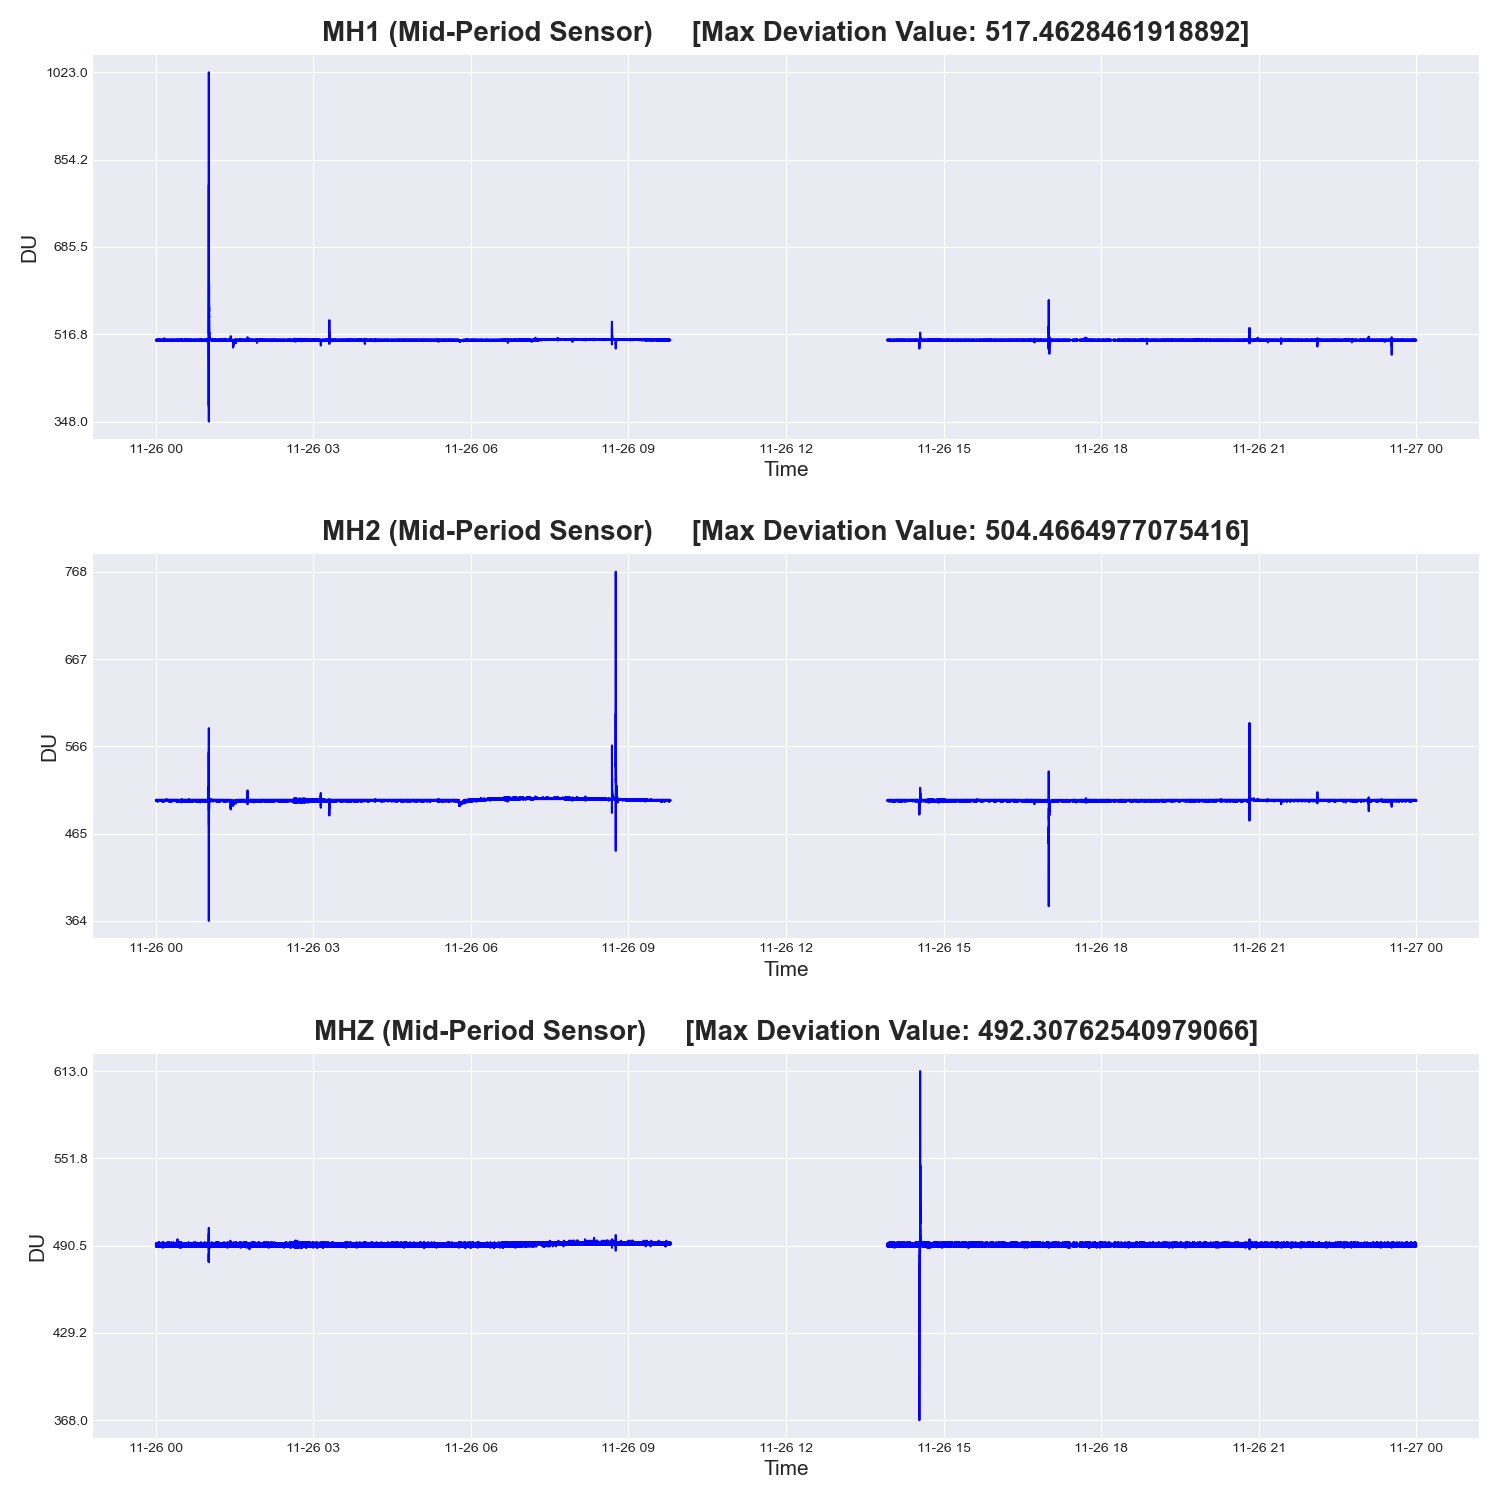 MH1 (Mid-Period Sensor) [Max Deviation Value: 517.4628461918892]
1023.0
854.2
685.5
516.8
348.0
DU
11-26 00 11-26 03 11-26 06 11-26 09 11-26 12 11-26 15 11-26 18 11-26 21 11-27 00
Time
MH2 (Mid-Period Sensor) [Max Deviation Value: 504.4664977075416]
768
667
566
465
364
DU
11-26 00 11-26 03 11-26 06 11-26 09 11-26 12 11-26 15 11-26 18 11-26 21 11-27 00
Time
MHZ (Mid-Period Sensor) [Max Deviation Value: 492.30762540979066]
613.0
551.8
490.5
429.2
368.0
DU
11-26 00 11-26 03 11-26 06 11-26 09 11-26 12 11-26 15 11-26 18 11-26 21 11-27 00
Time